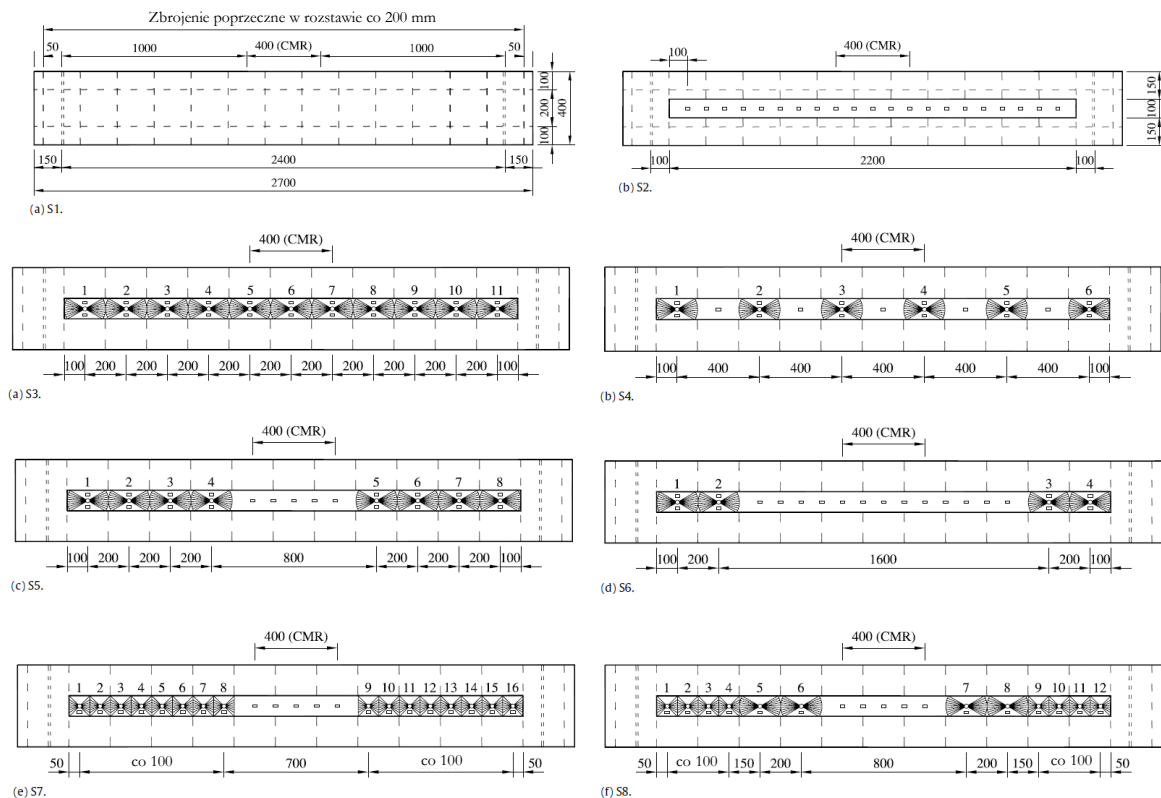 Zbrojenie poprzeczne w rozstawie co 200 mm
50 1000 400 (CMR) 1000 50
100 200 100 400
150 2400 150
2700
(a) S1.
400 (CMR)
100
150 100 150
100 2200 100
(b) S2.
400 (CMR)
1 2 3 4 5 6 7 8 9 10 11
100 200 200 200 200 200 200 200 200 200 200 100
(a) S3.
400 (CMR)
1 2 3 4 5 6
100 400 400 400 400 400 100
(b) S4.
400 (CMR)
1 2 3 4 5 6 7 8
100 200 200 200 800 200 200 200 100
(c) S5.
400 (CMR)
1 2 3 4
100 200 1600 200 100
(d) S6.
400 (CMR)
1 2 3 4 5 6 7 8 9 10 11 12 13 14 15 16
50 co 100 700 co 100 50
(e) S7.
400 (CMR)
1 2 3 4 5 6 7 8 9 10 11 12
50 co 100 150 200 800 200 150 co 100 50
(f) S8.